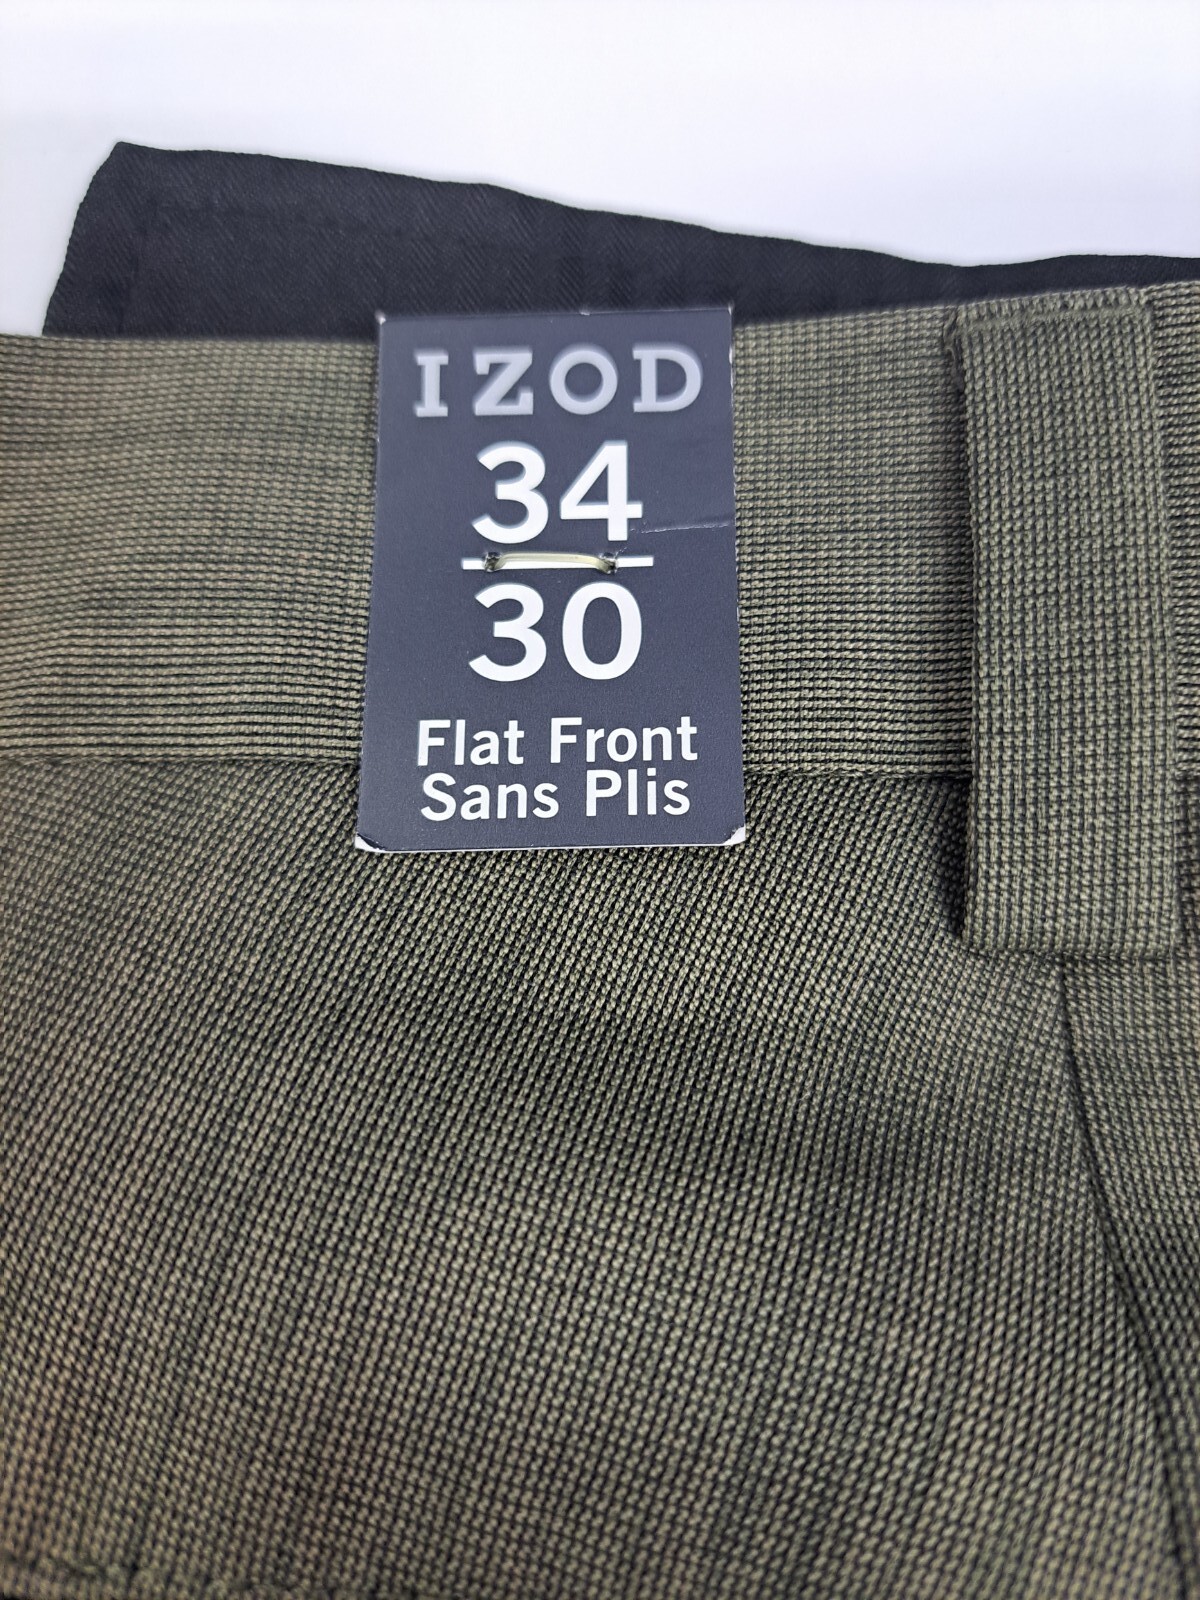 IZOD
34
30
Flat Front
Sans Plis